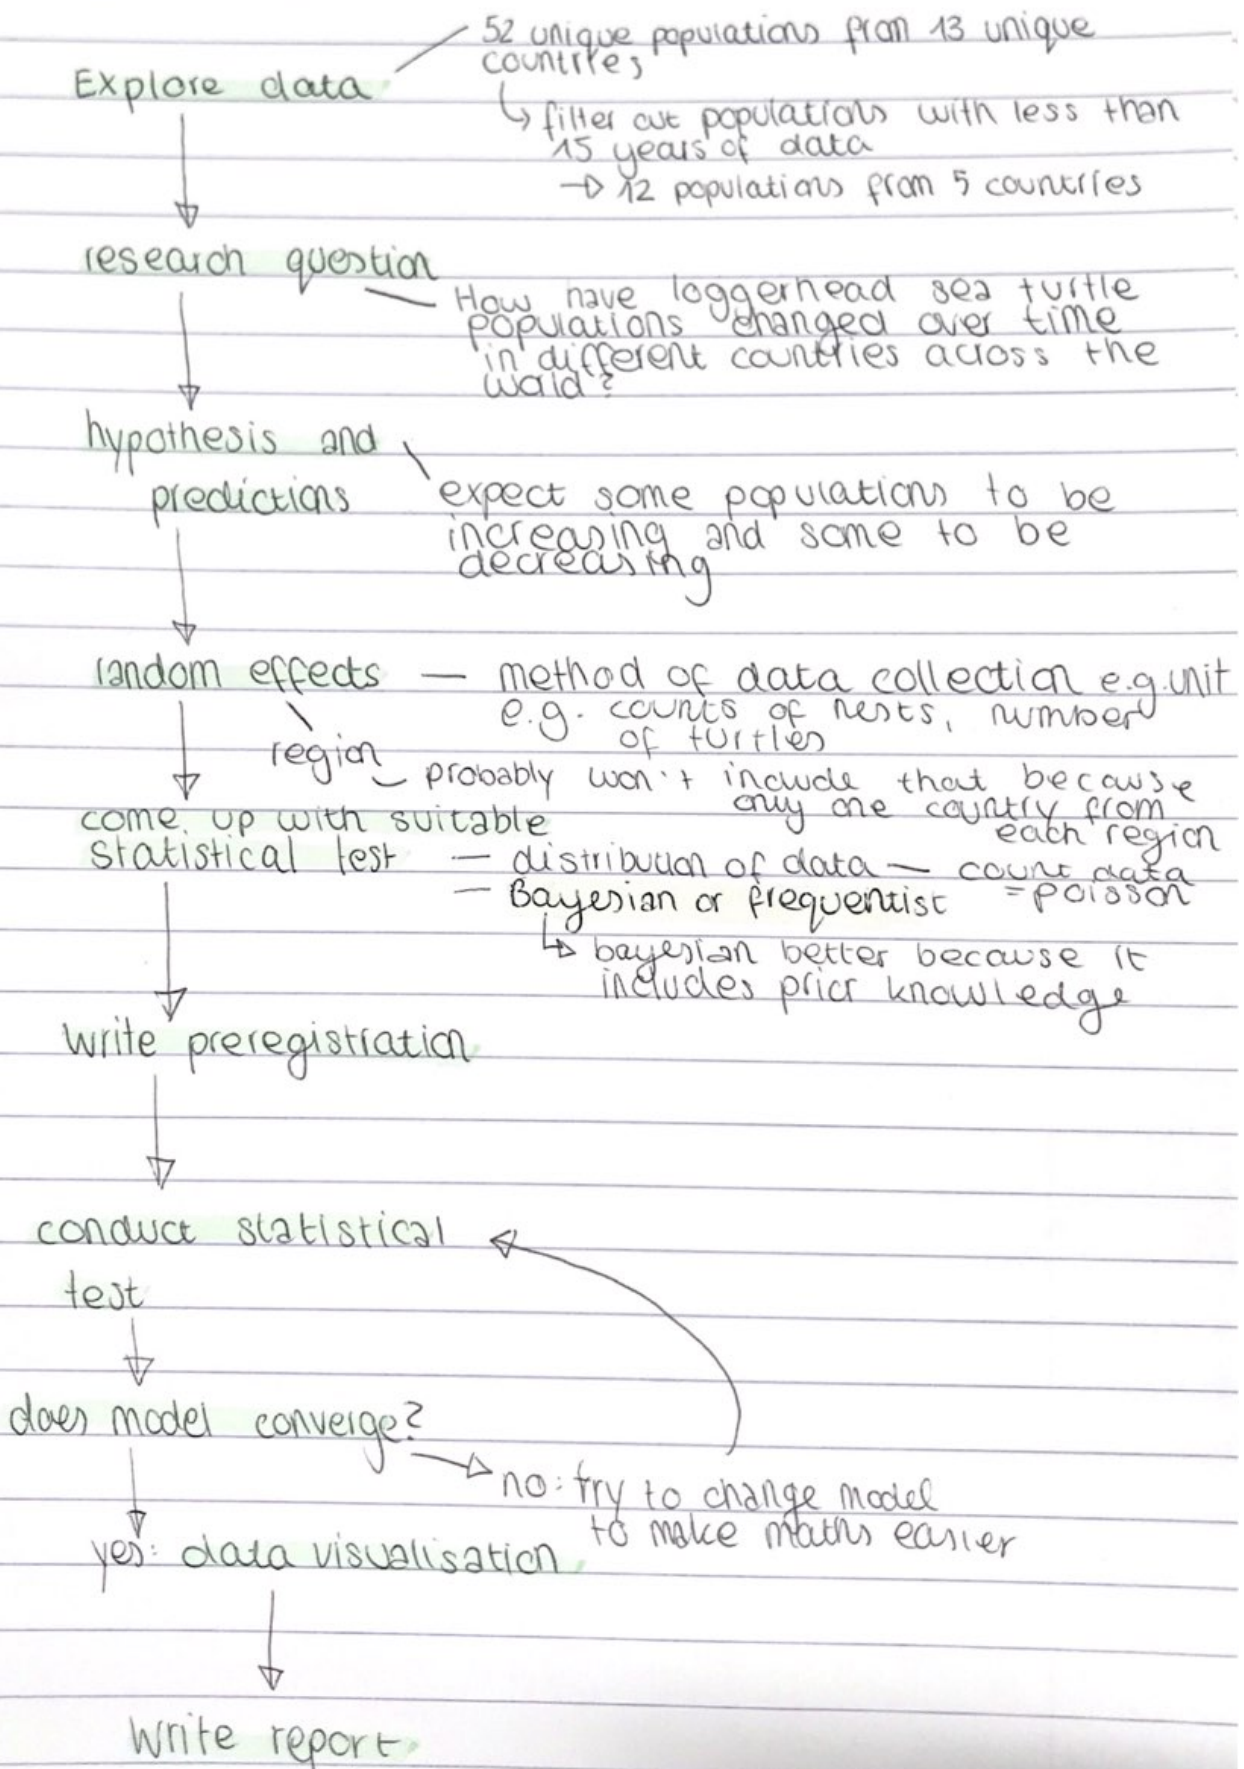 52 unique populations from 13 unique
countries
Explore data
↳ filter out populations with less than
15 years of data
→ 12 populations from 5 countries
research question
How have loggerhead sea turtle
populations changed over time
in different countries across the
world?
hypothesis and
predictions
expect some populations to be
increasing and some to be
decreasing
random effects — method of data collection e.g. unit
e.g. counts of nests, number
of turtles
region
probably won't include that because
only one country from
each region
come up with suitable
statistical test
— distribution of data — count data
= poisson
— Bayesian or frequentist
↳ bayesian better because it
includes prior knowledge
Write preregistration
conduct statistical
test
does model converge?
no: try to change model
to make maths easier
yes: data visualisation
Write report